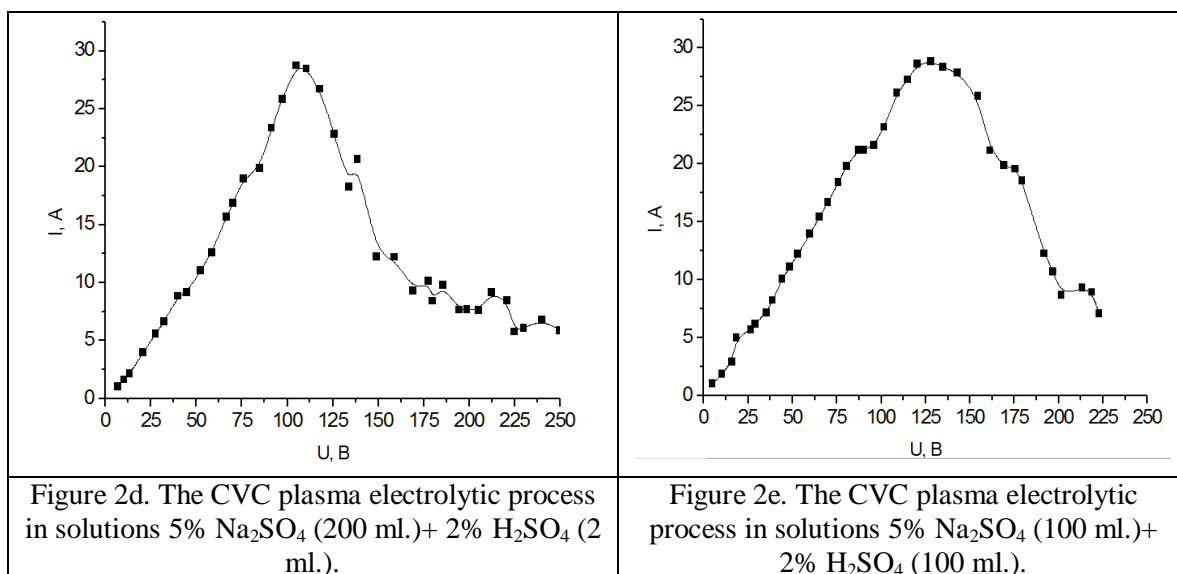 30
25
20
15
10
5
0
I, A
0 25 50 75 100 125 150 175 200 225 250
U, B
30
25
20
15
10
5
0
I, A
0 25 50 75 100 125 150 175 200 225 250
U, B
Figure 2d. The CVC plasma electrolytic process
in solutions 5% Na₂SO₄ (200 ml.)+ 2% H₂SO₄ (2
ml.).
Figure 2e. The CVC plasma electrolytic
process in solutions 5% Na₂SO₄ (100 ml.)+
2% H₂SO₄ (100 ml.).